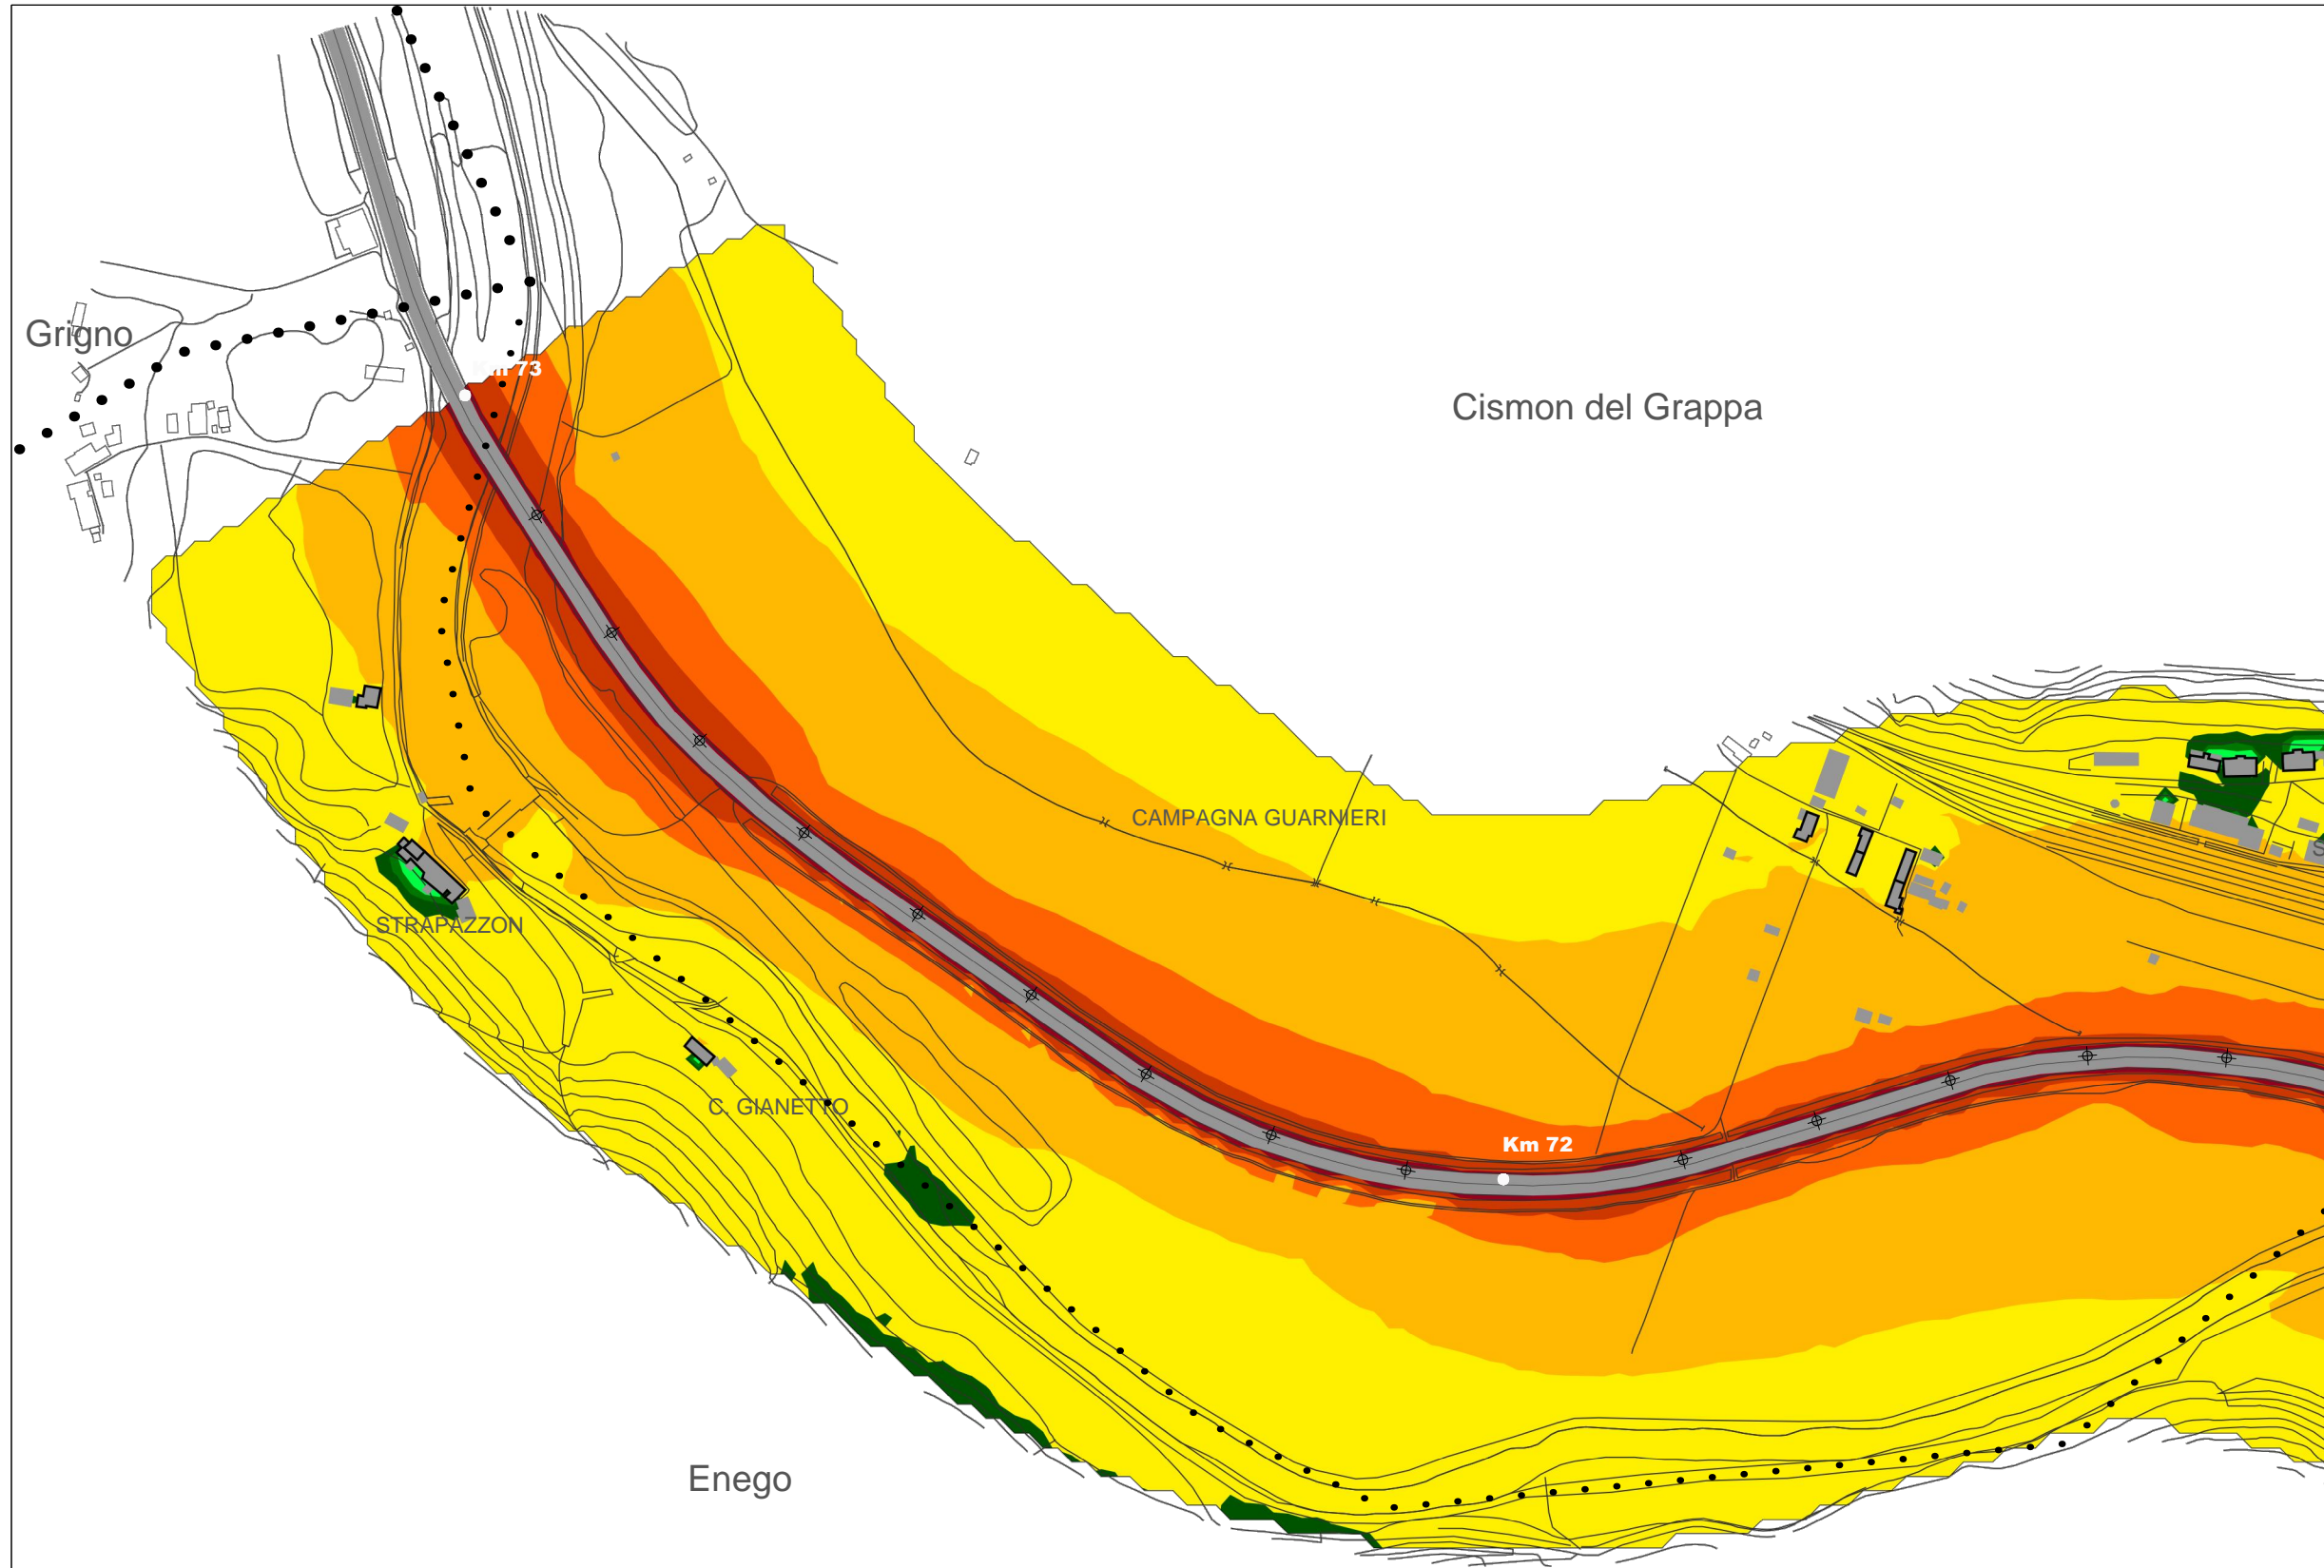 Grigno
Km 73
Cismon del Grappa
CAMPAGNA GUARNIERI
STRAPAZZON
C. GIANETTO
Km 72
Enego